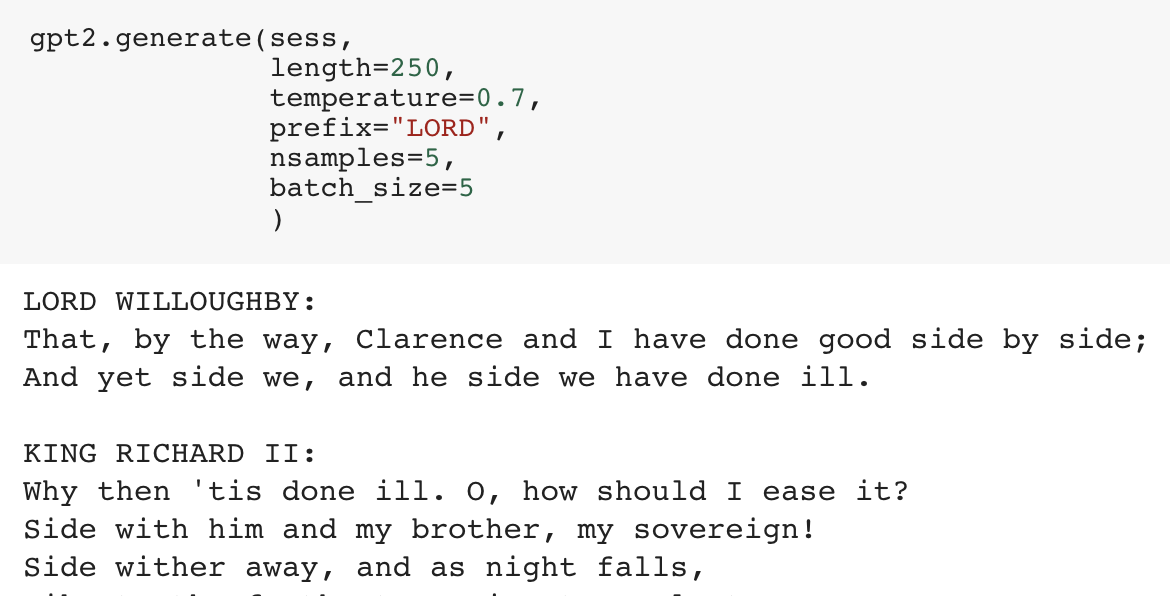 gpt2.generate(sess,
length=250,
temperature=0.7,
prefix="LORD",
nsamples=5,
batch_size=5
)
LORD WILLOUGHBY:
That, by the way, Clarence and I have done good side by side;
And yet side we, and he side we have done ill.
KING RICHARD II:
Why then 'tis done ill. O, how should I ease it?
Side with him and my brother, my sovereign!
Side wither away, and as night falls,